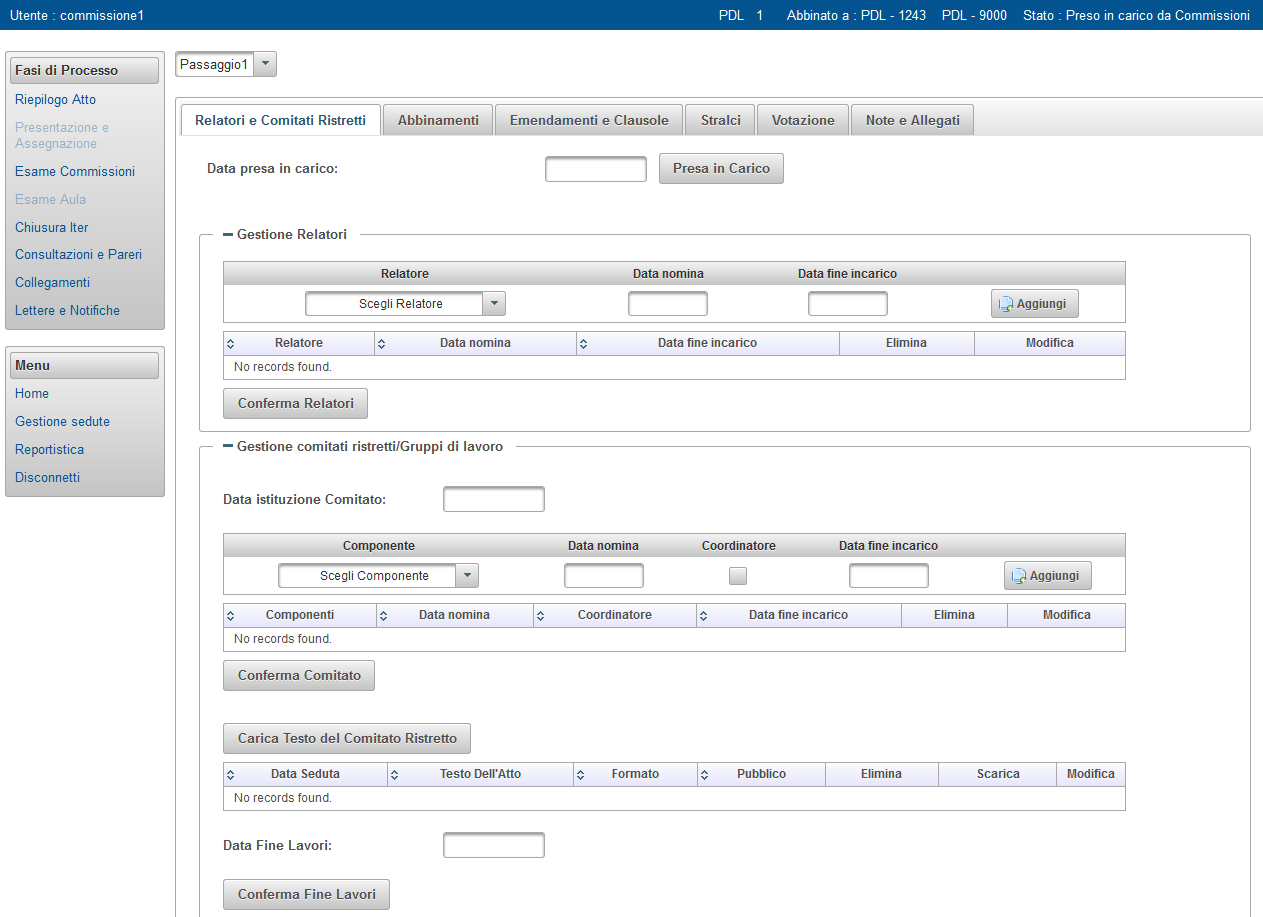 Utente : commissione1 PDL 1 Abbinato a : PDL - 1243 PDL - 9000 Stato : Preso in carico da Commissioni
Fasi di Processo
Riepilogo Atto
Presentazione e
Assegnazione
Esame Commissioni
Esame Aula
Chiusura Iter
Consultazioni e Pareri
Collegamenti
Lettere e Notifiche
Menu
Home
Gestione sedute
Reportistica
Disconnetti
Passaggio1
Relatori e Comitati Ristretti Abbinamenti Emendamenti e Clausole Stralci Votazione Note e Allegati
Data presa in carico: Presa in Carico
Gestione Relatori
Relatore Data nomina Data fine incarico
Scegli Relatore Aggiungi
Relatore Data nomina Data fine incarico Elimina Modifica
No records found.
Conferma Relatori
Gestione comitati ristretti/Gruppi di lavoro
Data istituzione Comitato:
Componente Data nomina Coordinatore Data fine incarico
Scegli Componente Aggiungi
Componenti Data nomina Coordinatore Data fine incarico Elimina Modifica
No records found.
Conferma Comitato
Carica Testo del Comitato Ristretto
Data Seduta Testo Dell'Atto Formato Pubblico Elimina Scarica Modifica
No records found.
Data Fine Lavori:
Conferma Fine Lavori